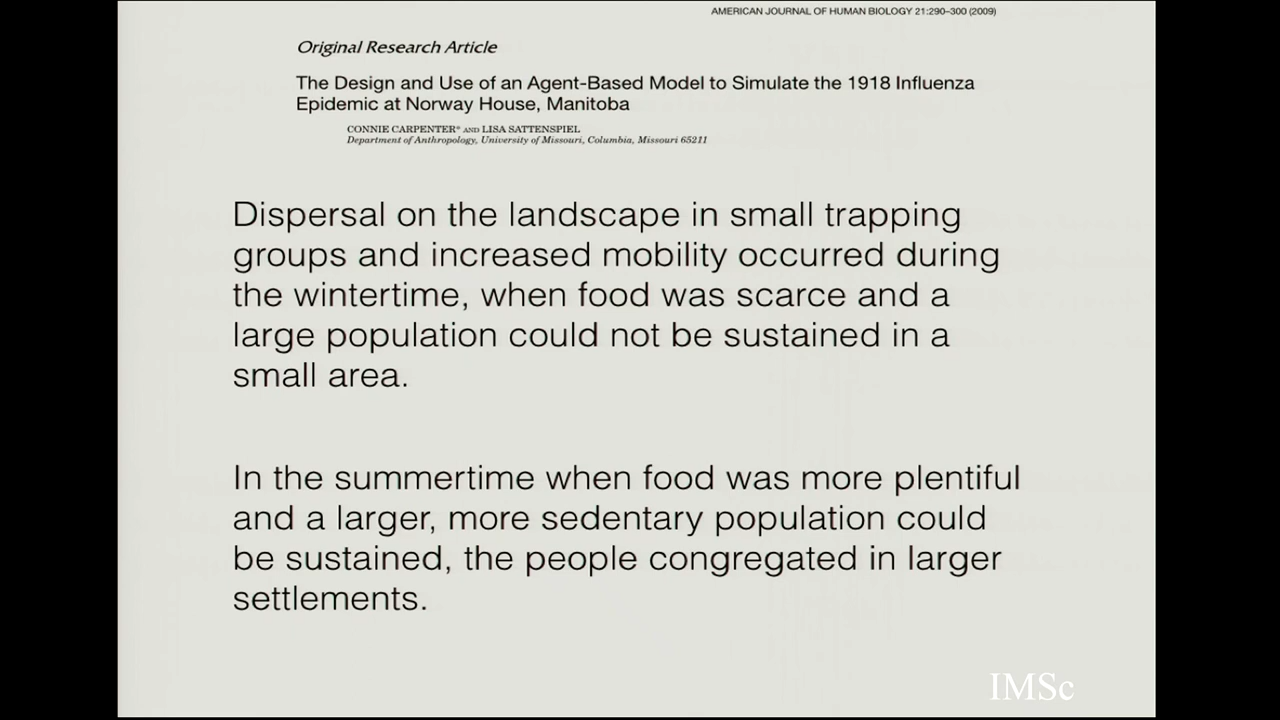 AMERICAN JOURNAL OF HUMAN BIOLOGY 21:290–300 (2009)
Original Research Article
The Design and Use of an Agent-Based Model to Simulate the 1918 Influenza
Epidemic at Norway House, Manitoba
CONNIE CARPENTER* AND LISA SATTENSPIEL
Department of Anthropology, University of Missouri, Columbia, Missouri 65211
Dispersal on the landscape in small trapping
groups and increased mobility occurred during
the wintertime, when food was scarce and a
large population could not be sustained in a
small area.
In the summertime when food was more plentiful
and a larger, more sedentary population could
be sustained, the people congregated in larger
settlements.
IMSc